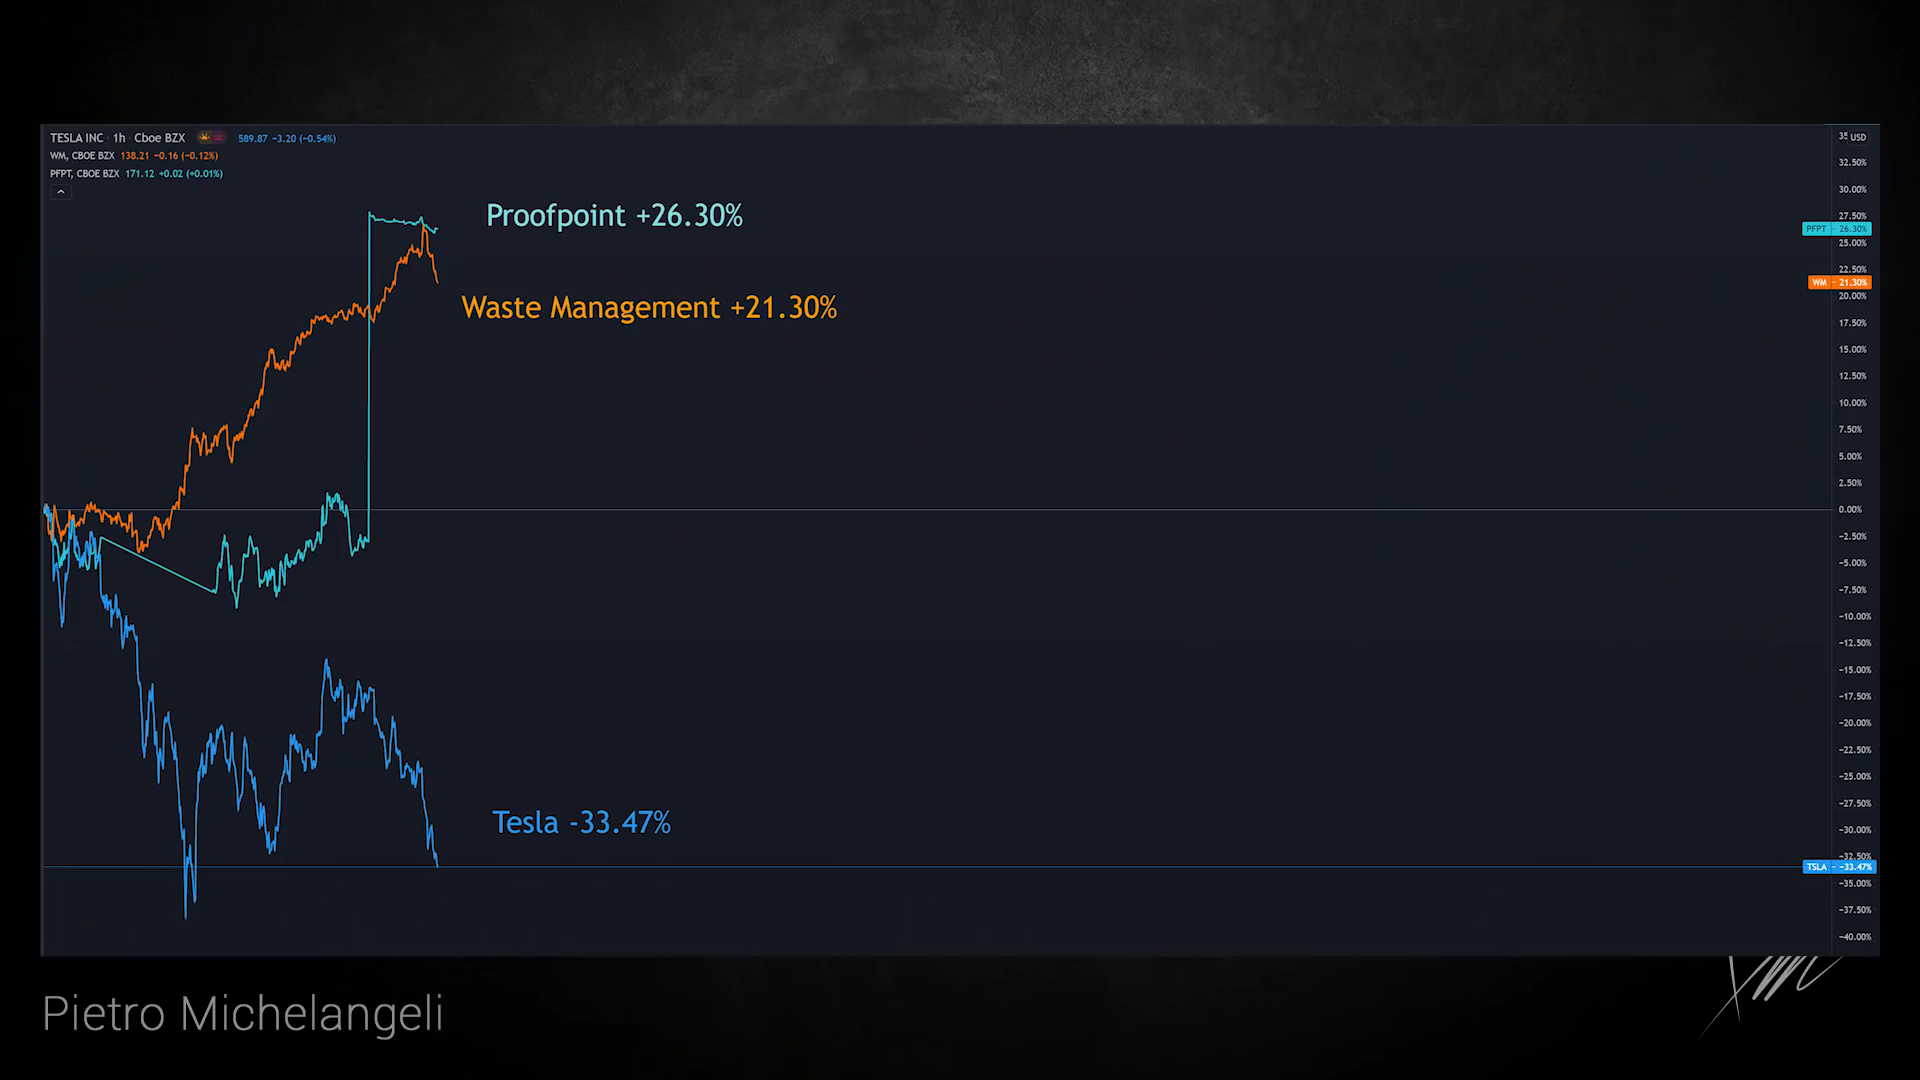 TESLA INC · 1h · Cboe BZX 589.87 −3.20 (−0.54%)
WM, CBOE BZX 138.21 −0.16 (−0.12%)
PFPT, CBOE BZX 171.12 +0.02 (+0.01%)
USD
32.50%
30.00%
Proofpoint +26.30%
27.50%
PFPT 26.30%
25.00%
22.50%
WM 21.30%
20.00%
Waste Management +21.30%
17.50%
15.00%
12.50%
10.00%
7.50%
5.00%
2.50%
0.00%
−2.50%
−5.00%
−7.50%
−10.00%
−12.50%
−15.00%
−17.50%
−20.00%
−22.50%
−25.00%
−27.50%
Tesla -33.47%
−30.00%
−32.50%
TSLA −33.47%
−35.00%
−37.50%
−40.00%
Pietro Michelangeli